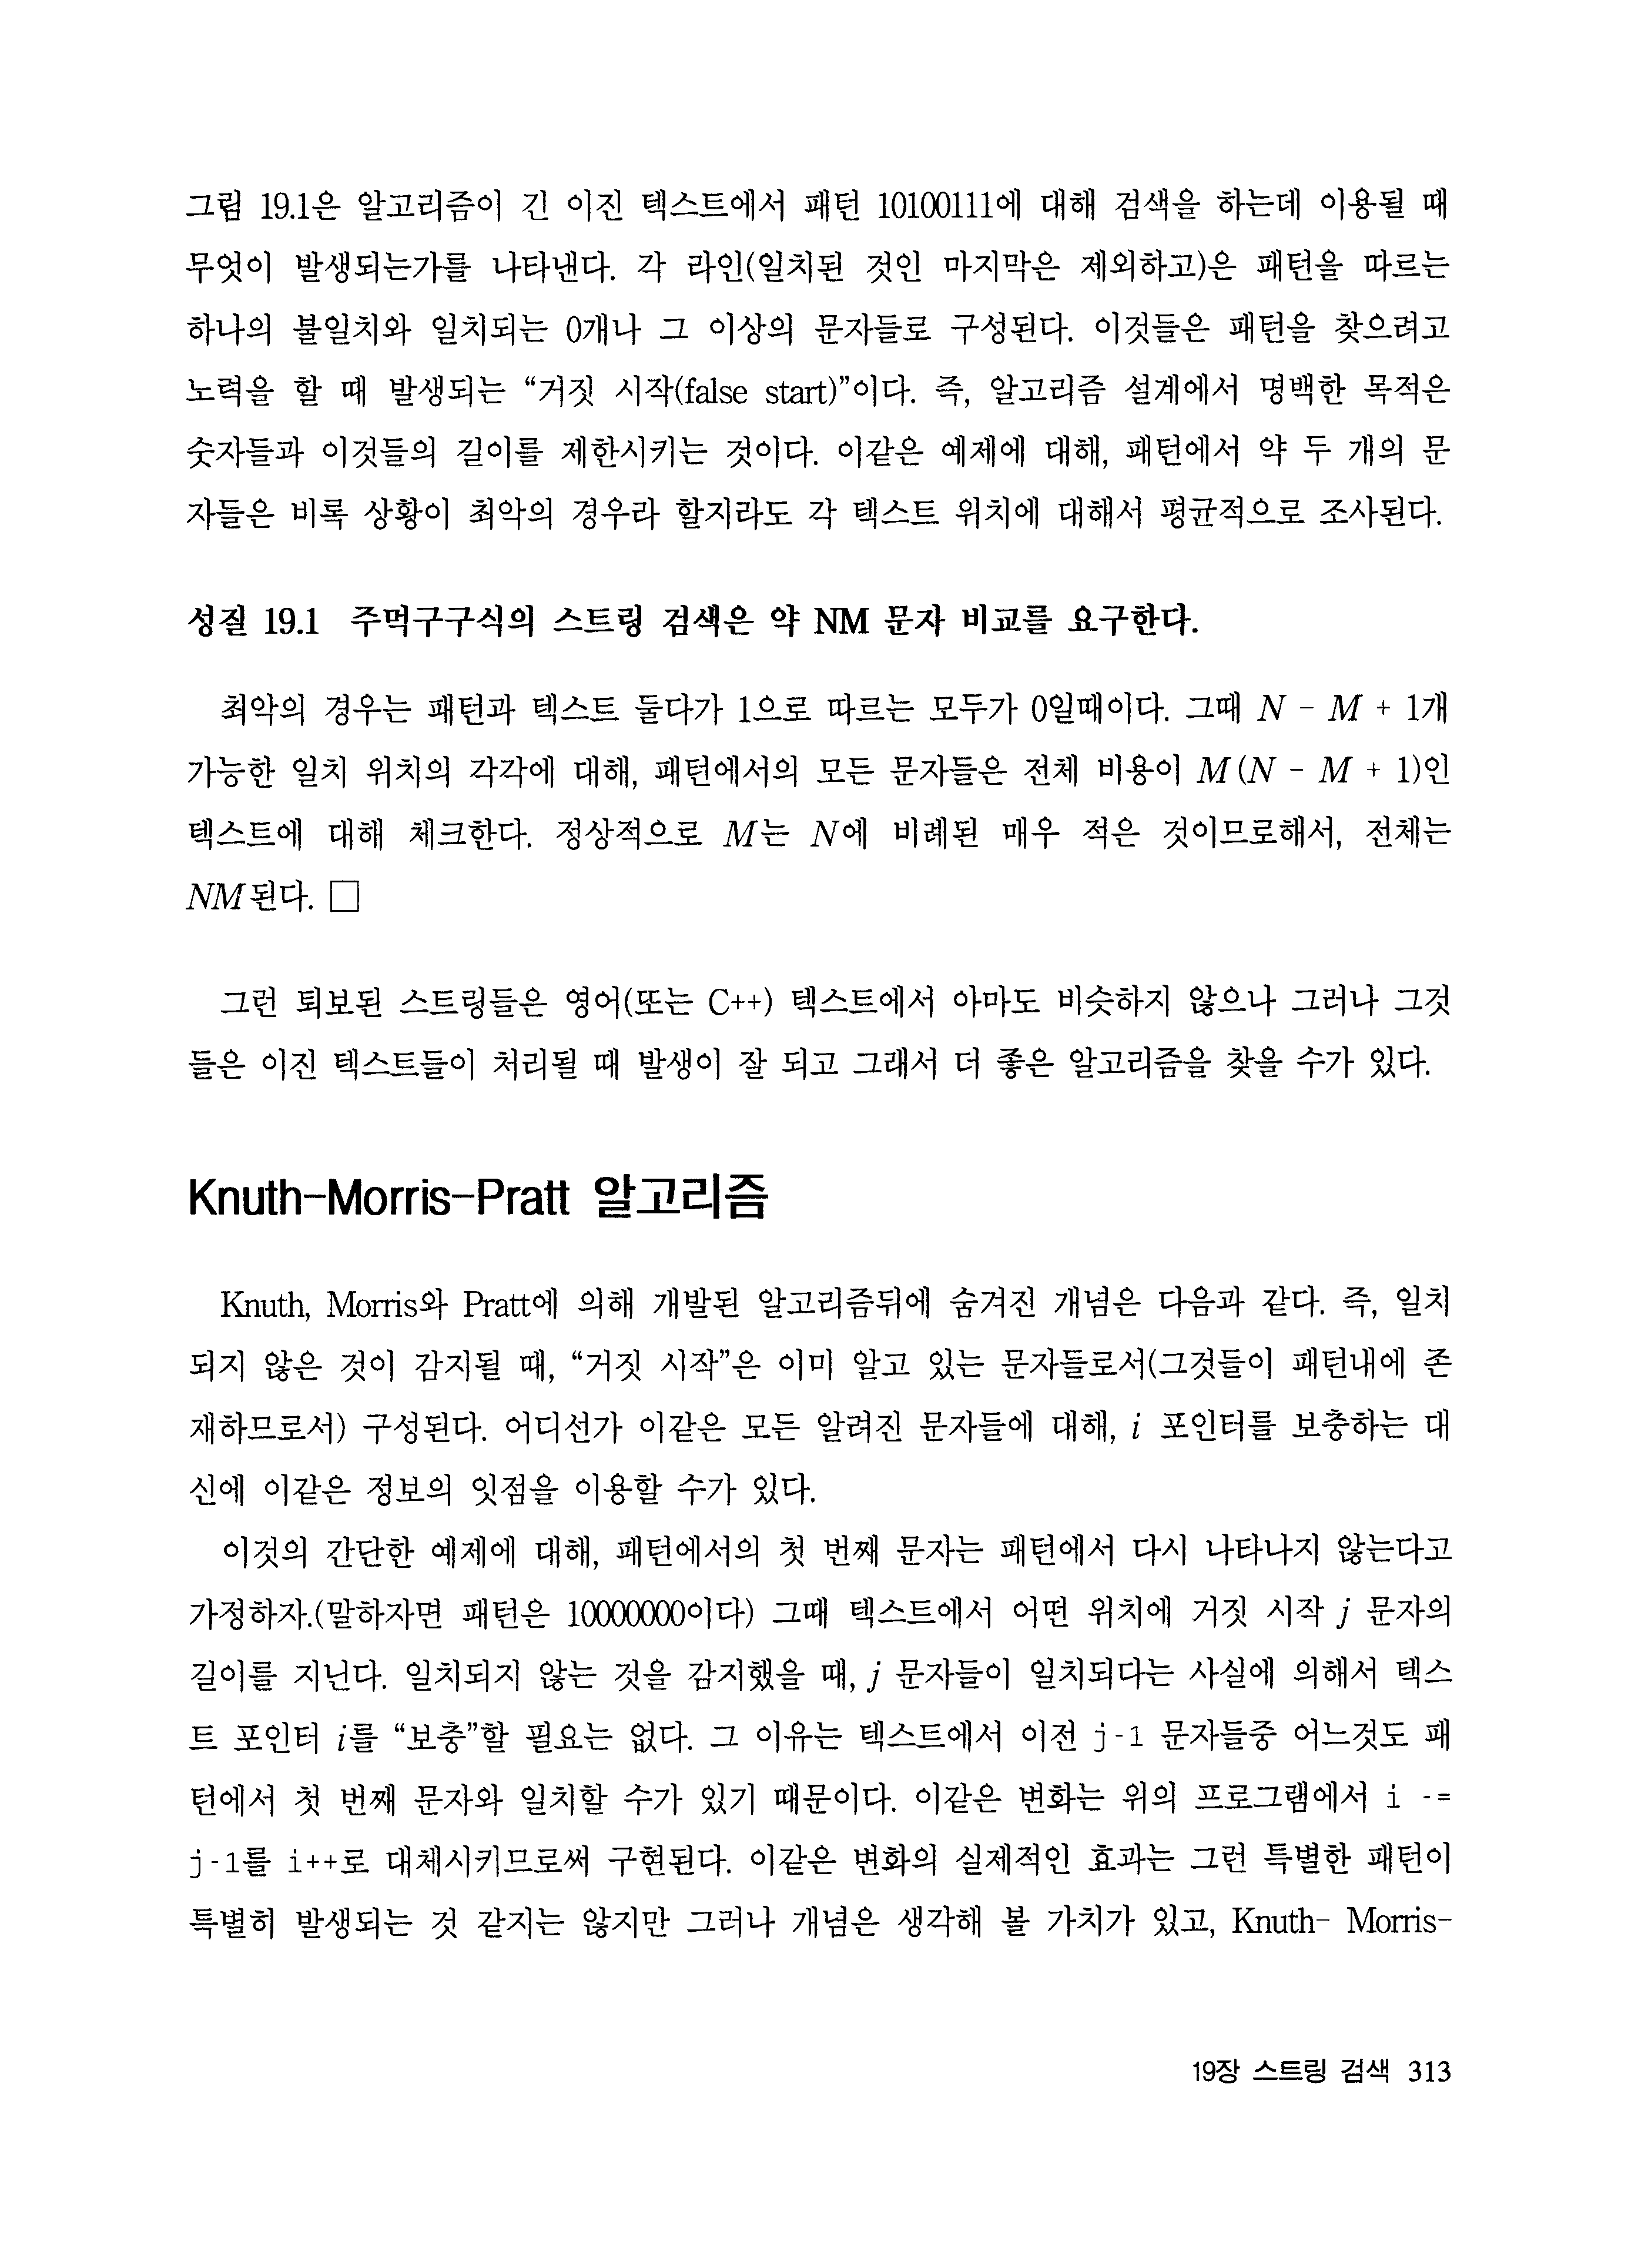 그림 19.1은 알고리즘이 긴 이진 텍스트에서 패턴 10100111에 대해 검색을 하는데 이용될 때
무엇이 발생되는가를 나타낸다. 각 라인(일치된 것인 마지막은 제외하고)은 패턴을 따르는
하나의 불일치와 일치되는 0개나 그 이상의 문자들로 구성된다. 이것들은 패턴을 찾으려고
노력을 할 때 발생되는 “거짓 시작(false start)”이다. 즉, 알고리즘 설계에서 명백한 목적은
숫자들과 이것들의 길이를 제한시키는 것이다. 이같은 예제에 대해, 패턴에서 약 두 개의 문
자들은 비록 상황이 최악의 경우라 할지라도 각 텍스트 위치에 대해서 평균적으로 조사된다.
성질 19.1 주먹구구식의 스트링 검색은 약 NM 문자 비교를 요구한다.
최악의 경우는 패턴과 텍스트 둘다가 1으로 따르는 모두가 0일때이다. 그때 N - M + 1개
가능한 일치 위치의 각각에 대해, 패턴에서의 모든 문자들은 전체 비용이 M(N - M + 1)인
텍스트에 대해 체크한다. 정상적으로 M는 N에 비례된 매우 적은 것이므로해서, 전체는
NM된다. □
그런 퇴보된 스트링들은 영어(또는 C++) 텍스트에서 아마도 비슷하지 않으나 그러나 그것
들은 이진 텍스트들이 처리될 때 발생이 잘 되고 그래서 더 좋은 알고리즘을 찾을 수가 있다.
Knuth-Morris-Pratt 알고리즘
Knuth, Morris와 Pratt에 의해 개발된 알고리즘뒤에 숨겨진 개념은 다음과 같다. 즉, 일치
되지 않은 것이 감지될 때, “거짓 시작”은 이미 알고 있는 문자들로서(그것들이 패턴내에 존
재하므로서) 구성된다. 어디선가 이같은 모든 알려진 문자들에 대해, i 포인터를 보충하는 대
신에 이같은 정보의 잇점을 이용할 수가 있다.
이것의 간단한 예제에 대해, 패턴에서의 첫 번째 문자는 패턴에서 다시 나타나지 않는다고
가정하자.(말하자면 패턴은 10000000이다) 그때 텍스트에서 어떤 위치에 거짓 시작 j 문자의
길이를 지닌다. 일치되지 않는 것을 감지했을 때, j 문자들이 일치되다는 사실에 의해서 텍스
트 포인터 i를 “보충”할 필요는 없다. 그 이유는 텍스트에서 이전 j-1 문자들중 어느것도 패
턴에서 첫 번째 문자와 일치할 수가 있기 때문이다. 이같은 변화는 위의 프로그램에서 i -=
j-1를 i++로 대체시키므로써 구현된다. 이같은 변화의 실제적인 효과는 그런 특별한 패턴이
특별히 발생되는 것 같지는 않지만 그러나 개념은 생각해 볼 가치가 있고, Knuth- Morris-
19장 스트링 검색 313